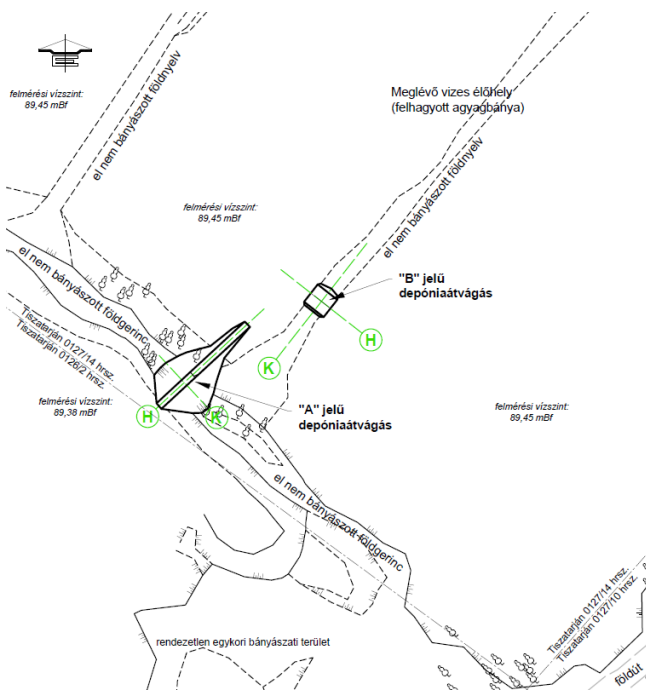 felmérési vízszint:
89,45 mBf
Meglévő vizes élőhely
(felhagyott agyagbánya)
el nem bányászott földnyelv
el nem bányászott földnyelv
felmérési vízszint:
89,45 mBf
el nem bányászott földgerinc
"B" jelű
depóniaátvágás
Tiszatarján 0127/14 hrsz.
Tiszatarján 0126/2 hrsz.
H
K
felmérési vízszint:
89,38 mBf
H
K
"A" jelű
depóniaátvágás
felmérési vízszint:
89,45 mBf
el nem bányászott földgerinc
Tiszatarján 0127/14 hrsz.
Tiszatarján 0127/10 hrsz.
rendezetlen egykori bányászati terület
földút